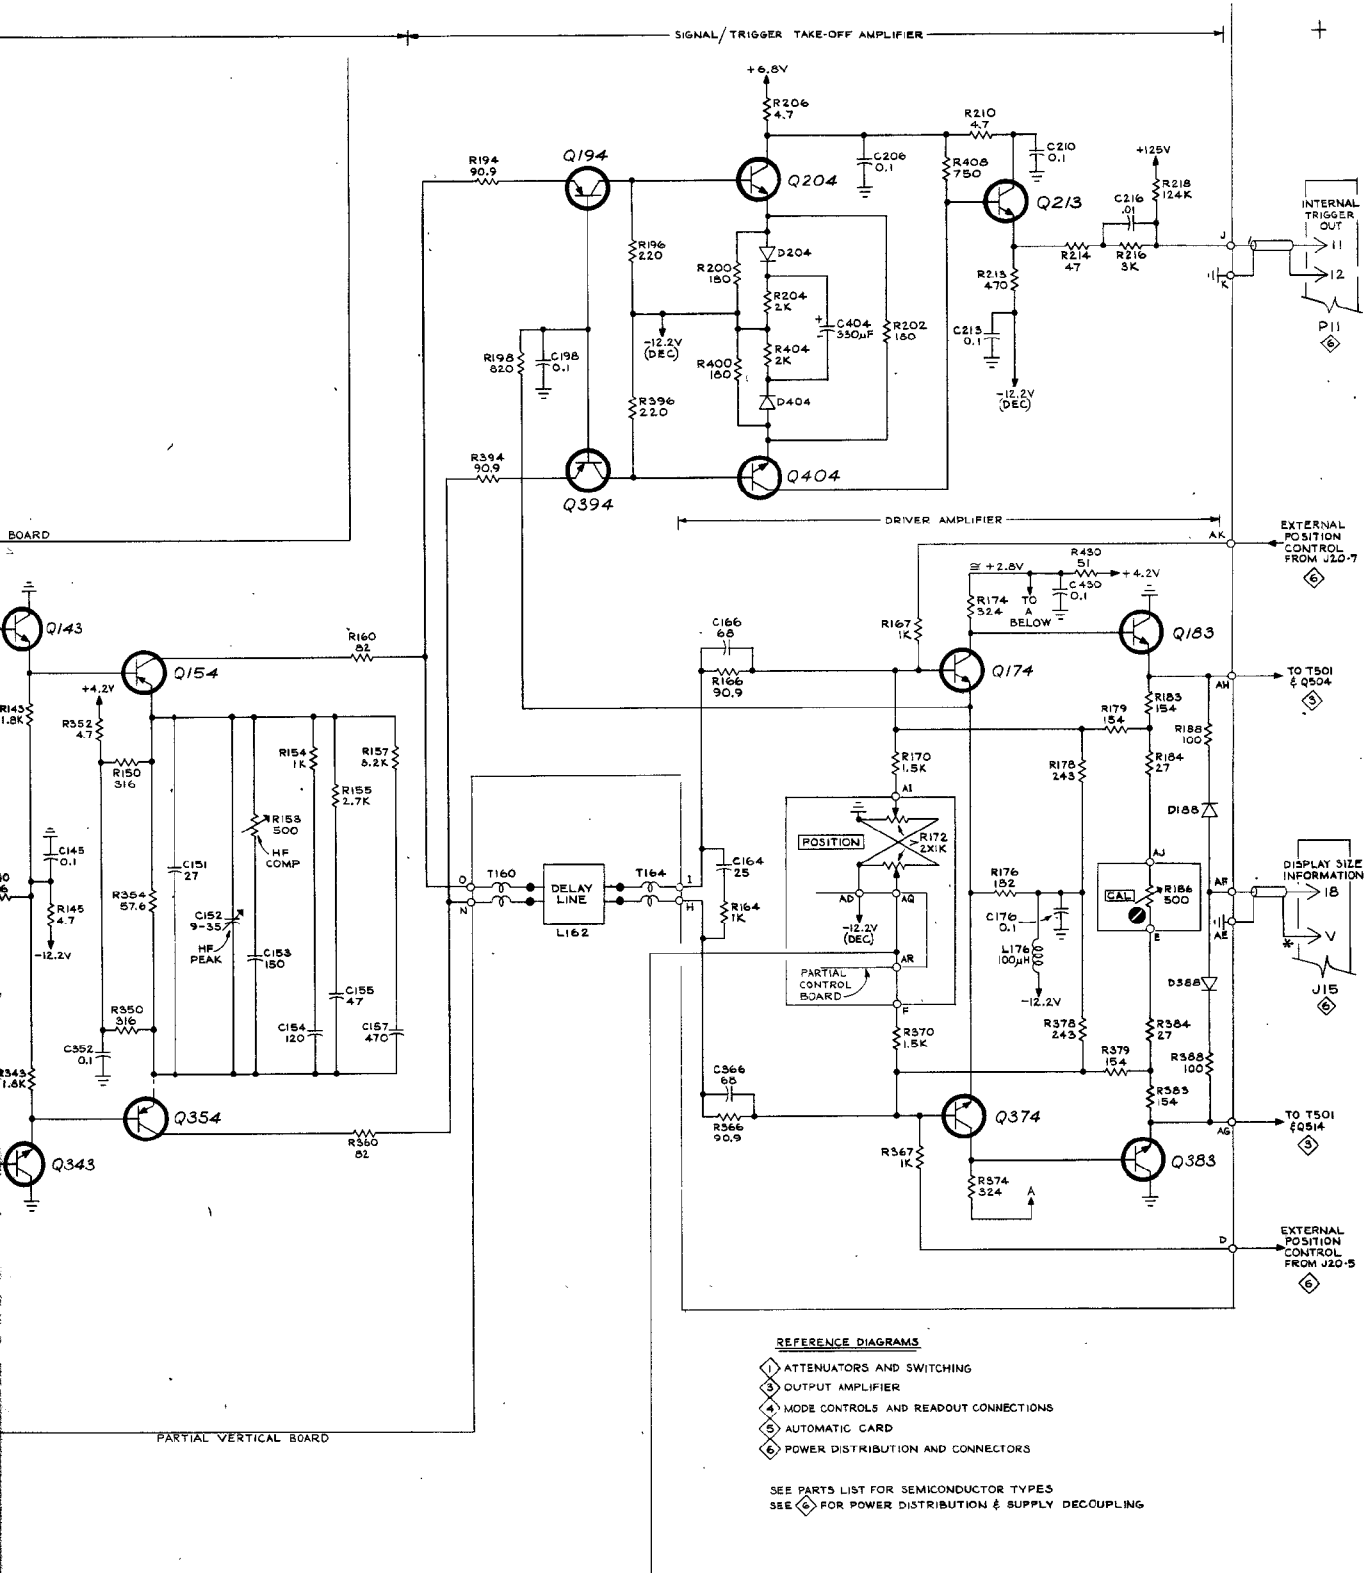 SIGNAL/TRIGGER TAKE-OFF AMPLIFIER
+
+6.8V
R206
4.7
R210
4.7
C206
0.1
R408
750
C210
0.1
+125V
R218
124K
R194
90.9
Q194
Q204
Q213
C216
.01
INTERNAL
TRIGGER
OUT
11
12
P11
6
J
K
R196
220
R200
180
D204
R204
2K
C404
330µF
+
-
R202
180
R214
47
R216
3K
R213
470
C213
0.1
-12.2V
(DEC)
R198
820
C198
0.1
-12.2V
(DEC)
R404
2K
R400
180
D404
R396
220
R394
90.9
Q394
Q404
BOARD
DRIVER AMPLIFIER
AK
EXTERNAL
POSITION
CONTROL
FROM J20-7
6
≅ +2.8V
R430
51
+4.2V
C430
0.1
TO
A
BELOW
R174
324
R167
1K
Q183
Q143
Q154
R160
82
C166
68
R166
90.9
Q174
AH
TO T501
& Q504
3
R143
1.8K
+4.2V
R352
4.7
R150
316
R154
1K
R157
8.2K
R155
2.7K
R179
154
R183
154
R188
100
R170
1.5K
R178
243
R184
27
AI
D188
C145
0.1
R158
500
HF
COMP
POSITION
R172
2X1K
AJ
C151
27
T160
T164
C164
25
R164
1K
O
N
DELAY
LINE
L162
I
H
R176
182
CAL
R186
500
AF
DISPLAY SIZE
INFORMATION
18
V
*
J15
6
AE
R145
4.7
-12.2V
R354
57.6
C152
9-35
HF
PEAK
C153
150
AD
AQ
-12.2V
(DEC)
C176
0.1
L176
100µH
-12.2V
E
AR
PARTIAL
CONTROL
BOARD
F
D388
C155
47
R350
316
C154
120
C157
470
C352
0.1
R370
1.5K
R378
243
R384
27
R379
154
R388
100
R343
1.8K
C366
68
R366
90.9
R383
154
Q354
R360
82
Q374
AG
TO T501
&Q514
3
Q343
R367
1K
Q383
R374
324
A
D
EXTERNAL
POSITION
CONTROL
FROM J20-5
6
REFERENCE DIAGRAMS
1 ATTENUATORS AND SWITCHING
3 OUTPUT AMPLIFIER
4 MODE CONTROLS AND READOUT CONNECTIONS
5 AUTOMATIC CARD
6 POWER DISTRIBUTION AND CONNECTORS
PARTIAL VERTICAL BOARD
SEE PARTS LIST FOR SEMICONDUCTOR TYPES
SEE 6 FOR POWER DISTRIBUTION & SUPPLY DECOUPLING